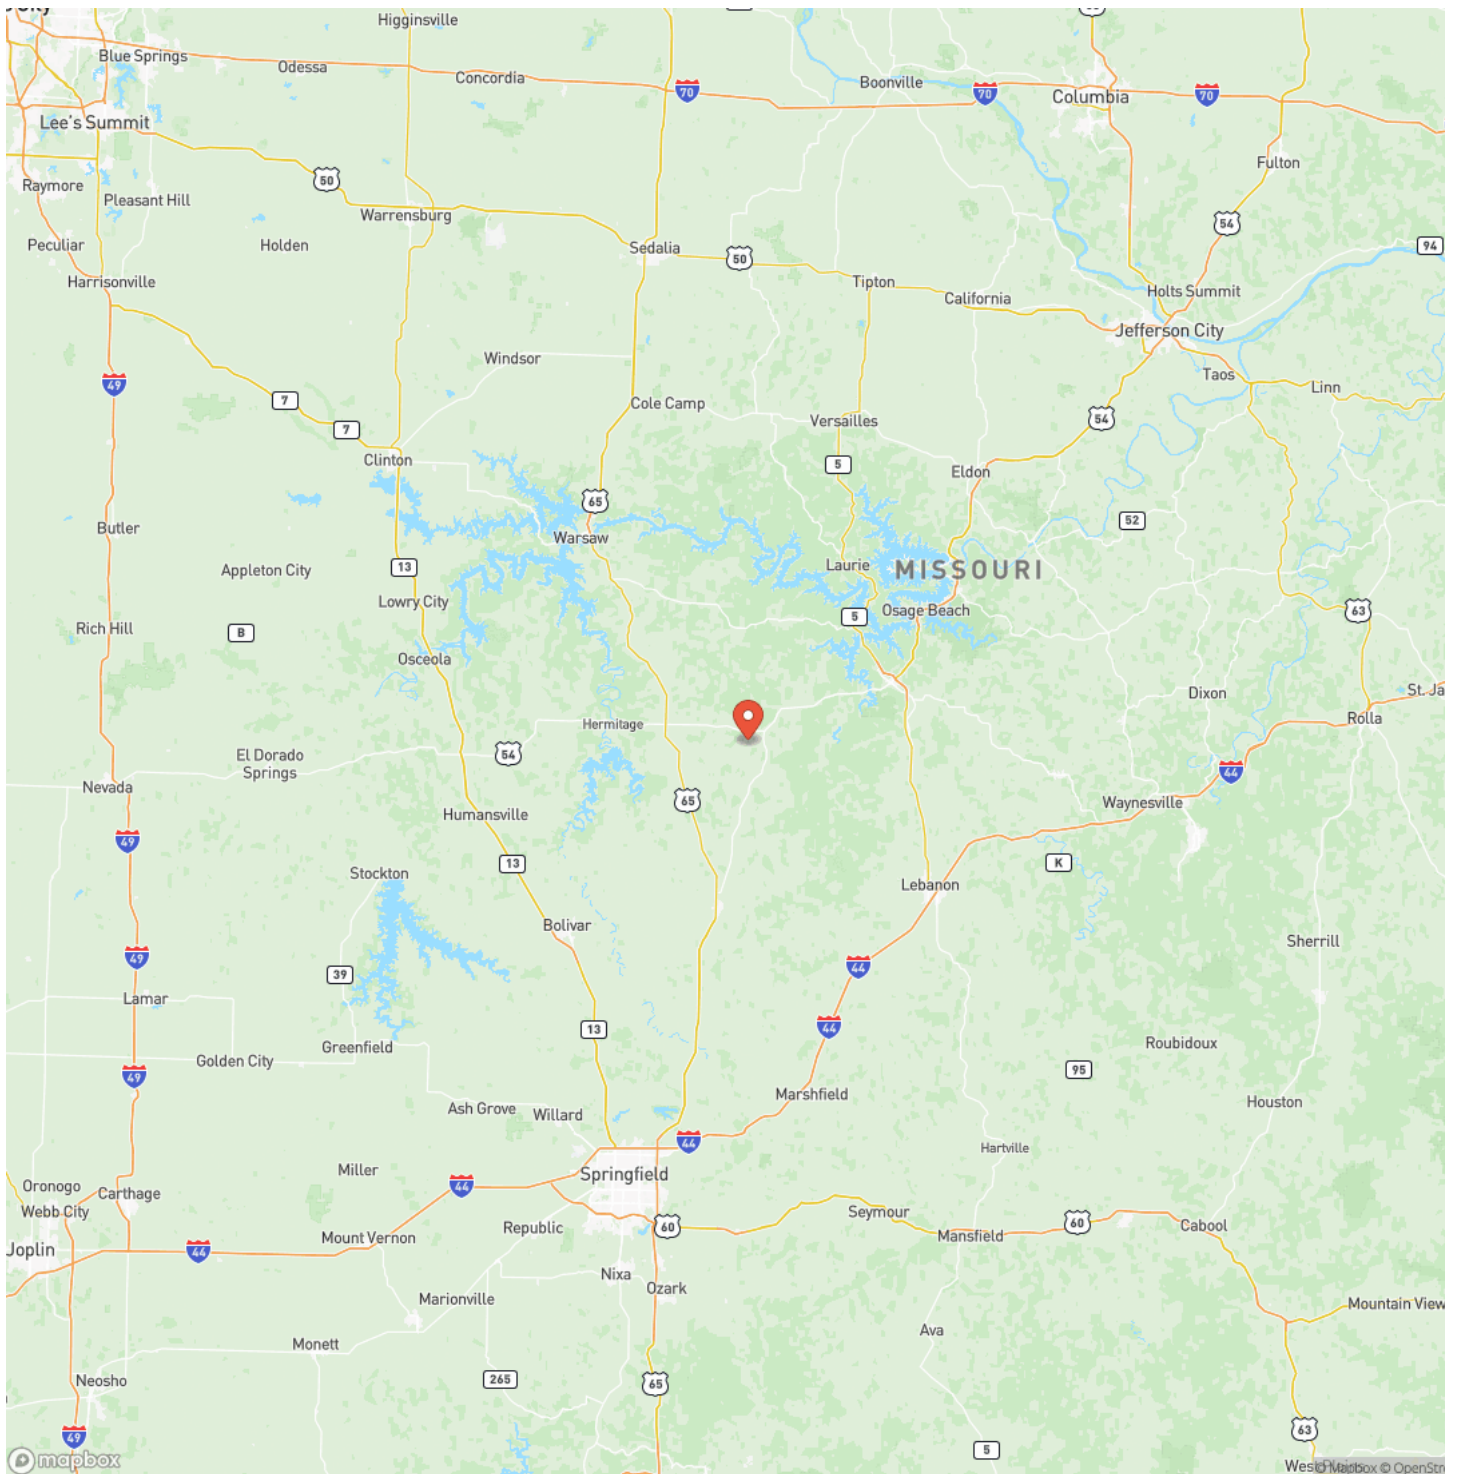 Higginsville
Blue Springs
Odessa
Concordia
70
Boonville
70
Columbia
70
Lee's Summit
Fulton
50
Raymore
Pleasant Hill
Warrensburg
54
Peculiar
Holden
Sedalia
50
94
Harrisonville
Tipton
California
Holts Summit
Jefferson City
Windsor
49
Taos
Linn
7
Cole Camp
Versailles
54
7
Clinton
5
Eldon
65
Butler
52
Warsaw
13
Appleton City
Laurie
MISSOURI
Lowry City
Osage Beach
63
5
Rich Hill
B
Osceola
Dixon
St. Ja
Hermitage
Rolla
54
El Dorado
Springs
44
Nevada
65
Waynesville
Humansville
49
13
K
Stockton
Lebanon
Bolivar
Sherrill
49
39
44
Lamar
13
44
Greenfield
Roubidoux
Golden City
49
95
Marshfield
Ash Grove
Willard
Houston
44
Hartville
Miller
Springfield
Oronogo
44
Carthage
Webb City
Seymour
60
Republic
60
Cabool
Mount Vernon
Mansfield
Joplin
44
Nixa
Ozark
Marionville
Mountain View
Ava
Monett
Neosho
265
65
63
49
5
mapbox
© Mapbox © OpenStre